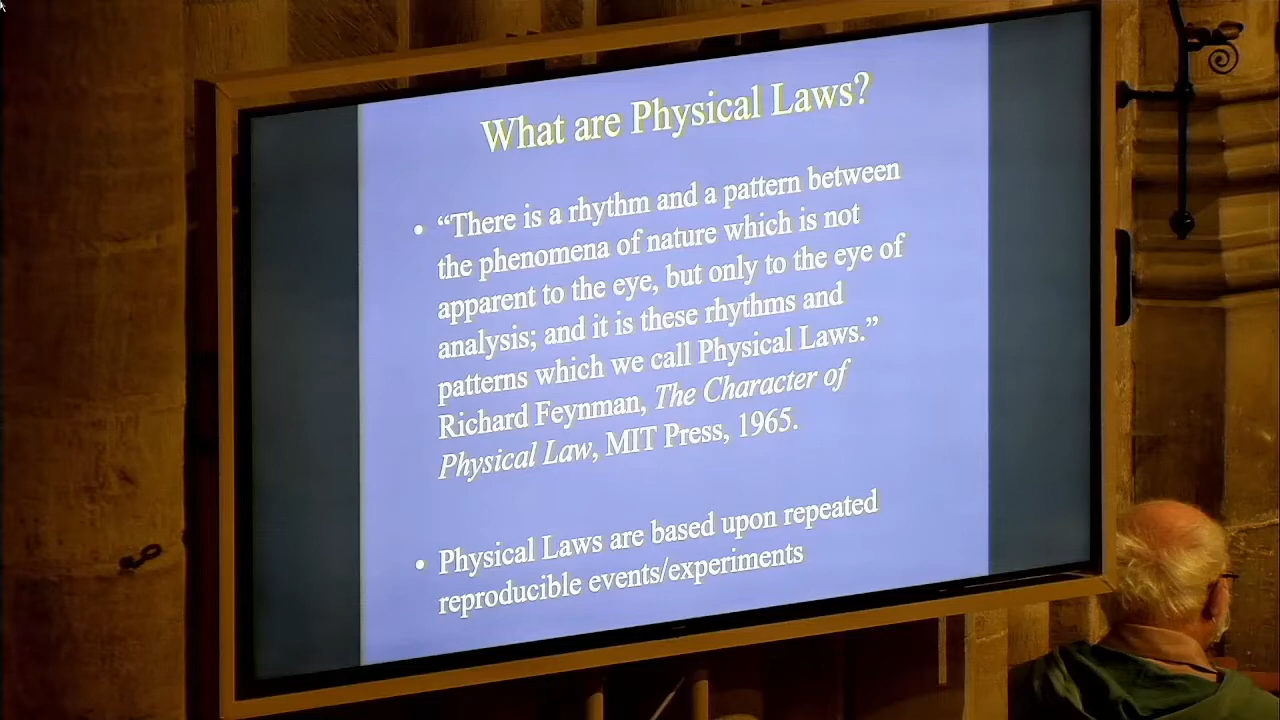 What are Physical Laws?
• “There is a rhythm and a pattern between
the phenomena of nature which is not
apparent to the eye, but only to the eye of
analysis; and it is these rhythms and
patterns which we call Physical Laws.”
Richard Feynman, The Character of
Physical Law, MIT Press, 1965.
• Physical Laws are based upon repeated
reproducible events/experiments